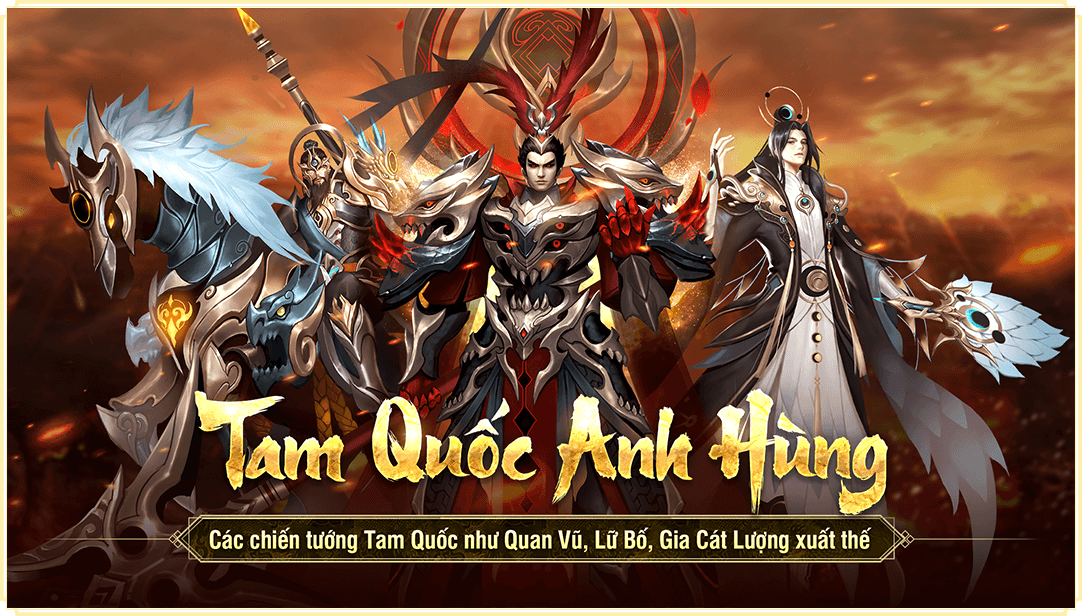 Tam Quốc Anh Hùng
Các chiến tướng Tam Quốc như Quan Vũ, Lữ Bố, Gia Cát Lượng xuất thế